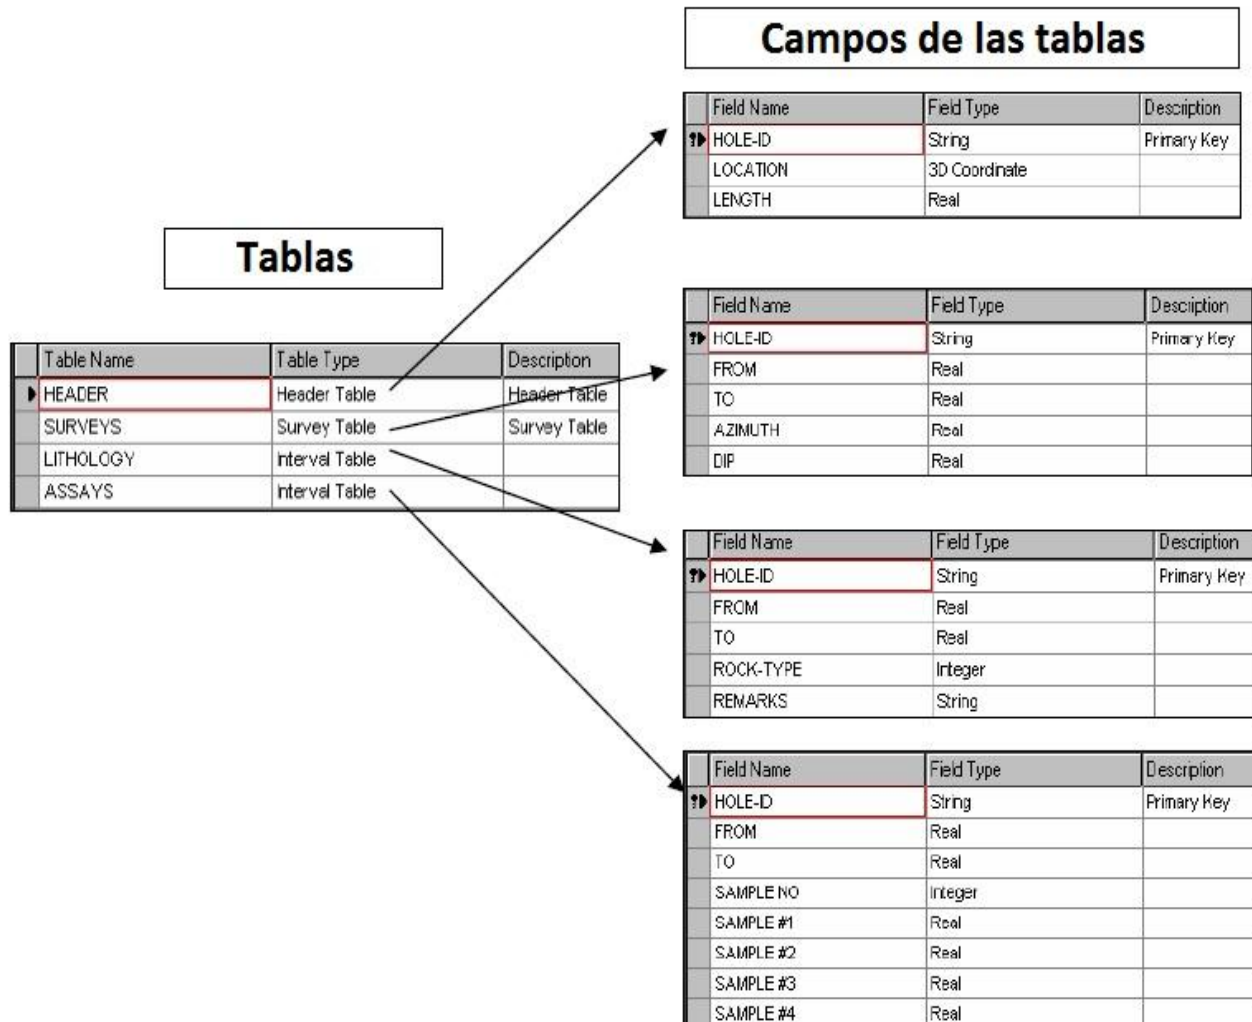 Campos de las tablas
Field Name Field Type Description
HOLE-ID String Primary Key
LOCATION 3D Coordinate
LENGTH Real
Tablas
Table Name Table Type Description
HEADER Header Table Header Table
SURVEYS Survey Table Survey Table
LITHOLOGY Interval Table
ASSAYS Interval Table
Field Name Field Type Description
HOLE-ID String Primary Key
FROM Real
TO Real
AZIMUTH Real
DIP Real
Field Name Field Type Description
HOLE-ID String Primary Key
FROM Real
TO Real
ROCK-TYPE Integer
REMARKS String
Field Name Field Type Description
HOLE-ID String Primary Key
FROM Real
TO Real
SAMPLE NO Integer
SAMPLE #1 Real
SAMPLE #2 Real
SAMPLE #3 Real
SAMPLE #4 Real